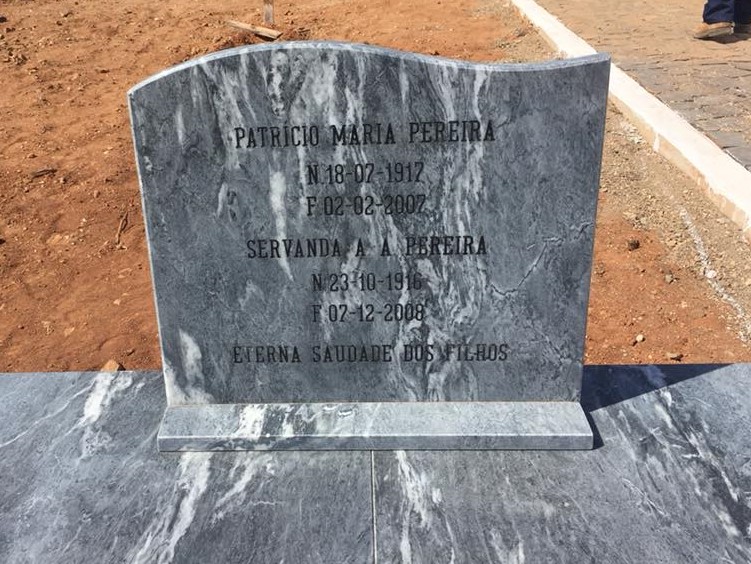 PATRÍCIO MARIA PEREIRA
N.18-07-1917
F.02-02-2007
SERVANDA A A PEREIRA
N.23-10-1916
F.07-12-2008
ETERNA SAUDADE DOS FILHOS